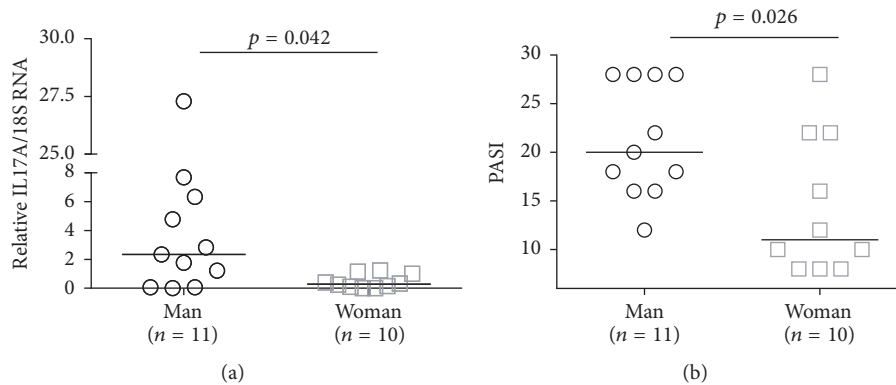 p = 0.042
Relative IL17A/18S RNA
30.0
27.5
25.0
8
6
4
2
0
Man
(n = 11)
Woman
(n = 10)
(a)
p = 0.026
PASI
30
25
20
15
10
Man
(n = 11)
Woman
(n = 10)
(b)